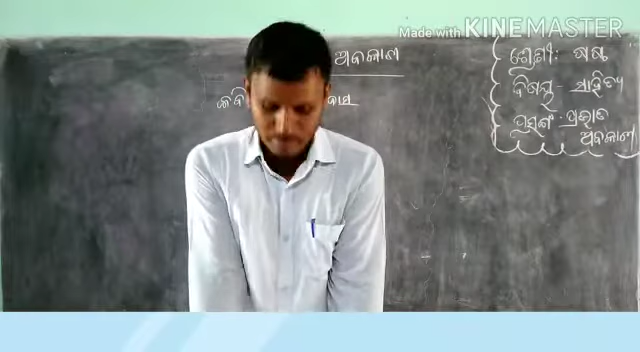 Made with KINEMASTER
ଅବକାଶ
ଶ୍ରେଣୀ: ଷଷ୍ଠ
ବିଷୟ - ସାହିତ୍ୟ
ପ୍ରସଙ୍ଗ - ପ୍ରଭାତ
ଅବକାଶ